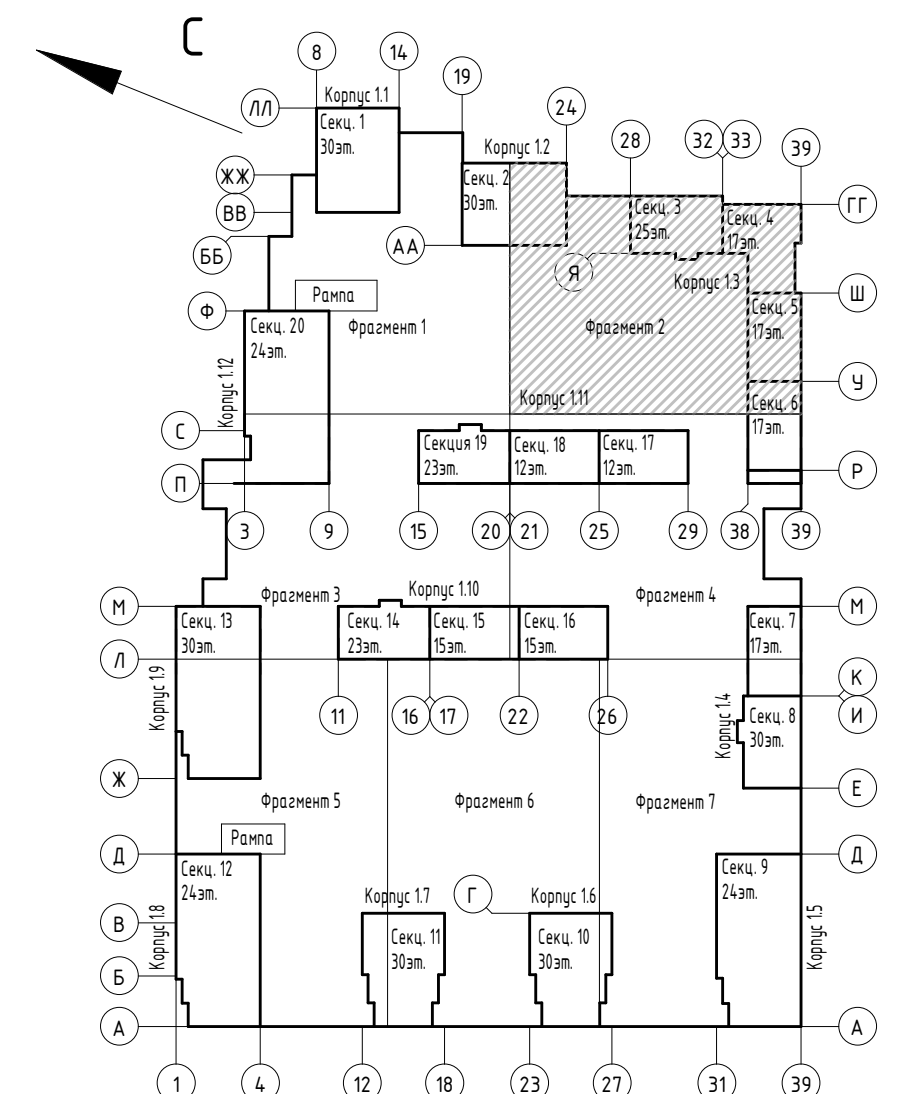 С
8
14
19
24
28
32
33
39
ЛЛ
Корпус 1.1
Секц. 1
30эт.
Корпус 1.2
Секц. 2
30эт.
ЖЖ
ВВ
ББ
АА
Секц. 3
25эт.
Секц. 4
17эт.
ГГ
Я
Корпус 1.3
Ш
Ф
Рампа
Секц. 20
24эт.
Фрагмент 1
Фрагмент 2
Секц. 5
17эт.
Корпус 1.12
У
Корпус 1.11
Секц. 6
17эт.
С
Секция 19
23эт.
Секц. 18
12эт.
Секц. 17
12эт.
П
Р
3
9
15
20
21
25
29
38
39
Фрагмент 3
Корпус 1.10
Фрагмент 4
М
Секц. 13
30эт.
Секц. 14
23эт.
Секц. 15
15эт.
Секц. 16
15эт.
Секц. 7
17эт.
М
Л
Корпус 1.9
К
11
16
17
22
26
Корпус 1.4
Секц. 8
30эт.
И
Ж
Е
Фрагмент 5
Фрагмент 6
Фрагмент 7
Рампа
Д
Секц. 12
24эт.
Секц. 9
24эт.
Д
Корпус 1.7
Г
Корпус 1.6
В
Корпус 1.8
Секц. 11
30эт.
Секц. 10
30эт.
Корпус 1.5
Б
А
А
1
4
12
18
23
27
31
39